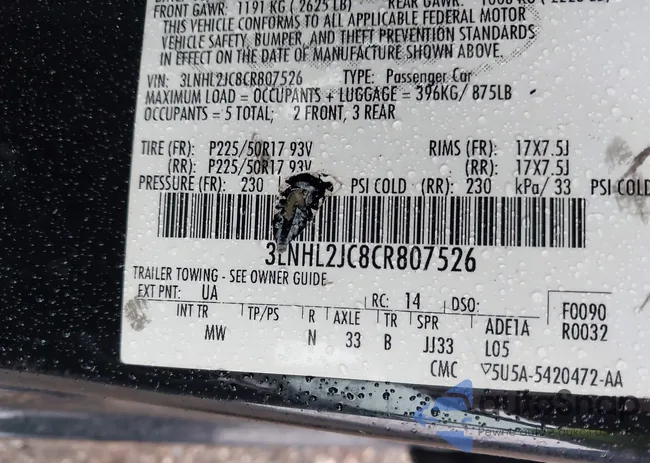 FRONT GAWR: 1191 KG (2625 LB) REAR GAWR:
THIS VEHICLE CONFORMS TO ALL APPLICABLE FEDERAL MOTOR
VEHICLE SAFETY, BUMPER, AND THEFT PREVENTION STANDARDS
IN EFFECT ON THE DATE OF MANUFACTURE SHOWN ABOVE.
VIN: 3LNHL2JC8CR807526 TYPE: Passenger Car
MAXIMUM LOAD = OCCUPANTS + LUGGAGE = 396KG/ 875LB
OCCUPANTS = 5 TOTAL; 2 FRONT, 3 REAR
TIRE (FR): P225/50R17 93V RIMS (FR): 17X7.5J
(RR): P225/50R17 93V (RR): 17X7.5J
PRESSURE (FR): 230 PSI COLD (RR): 230 kPa/ 33 PSI COLD
3LNHL2JC8CR807526
TRAILER TOWING - SEE OWNER GUIDE
EXT PNT: UA RC: 14 DSO: F0090
INT TR TP/PS R AXLE TR SPR ADE1A R0032
MW N 33 B JJ33 L05
CMC ▽5U5A-5420472-AA